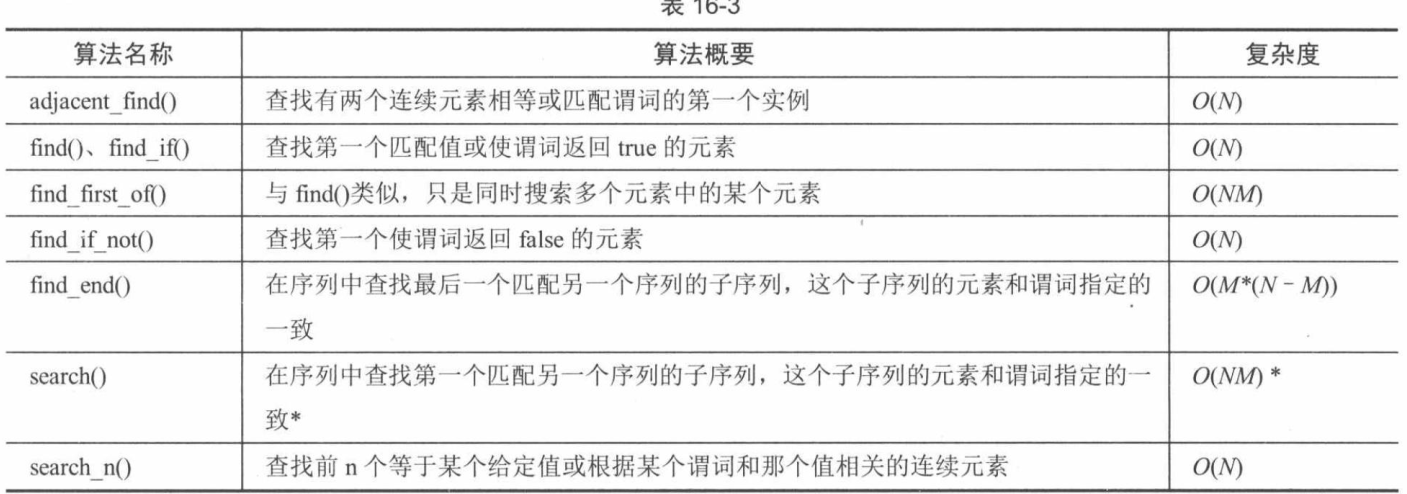 表 16-3
算法名称 算法概要 复杂度
adjacent_find() 查找有两个连续元素相等或匹配谓词的第一个实例 O(N)
find()、find_if() 查找第一个匹配值或使谓词返回 true 的元素 O(N)
find_first_of() 与 find()类似，只是同时搜索多个元素中的某个元素 O(NM)
find_if_not() 查找第一个使谓词返回 false 的元素 O(N)
find_end() 在序列中查找最后一个匹配另一个序列的子序列，这个子序列的元素和谓词指定的 O(M*(N－M))
一致
search() 在序列中查找第一个匹配另一个序列的子序列，这个子序列的元素和谓词指定的一 O(NM) *
致*
search_n() 查找前 n 个等于某个给定值或根据某个谓词和那个值相关的连续元素 O(N)